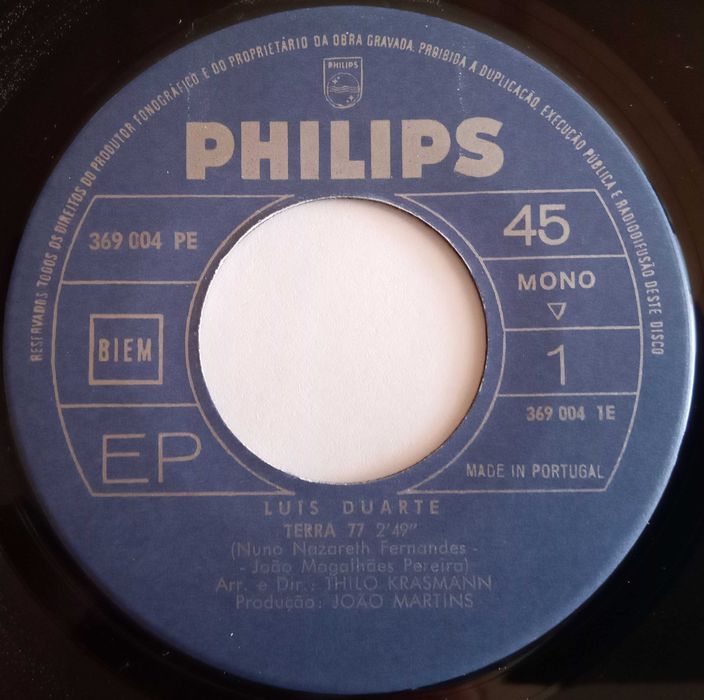 RESERVADOS TODOS OS DIREITOS DO PRODUTOR FONOGRÁFICO E DO PROPRIETÁRIO DA OBRA GRAVADA. PROIBIDA A DUPLICAÇÃO, EXECUÇÃO PÚBLICA E RADIODIFUSÃO DESTE DISCO
PHILIPS
PHILIPS
369 004 PE
45
MONO
BIEM
1
369 004 1E
EP
MADE IN PORTUGAL
LUIS DUARTE
TERRA 77 2'49"
(Nuno Nazareth Fernandes -
- João Magalhães Pereira)
Arr. e Dir.: THILO KRASMANN
Produção: JOÃO MARTINS